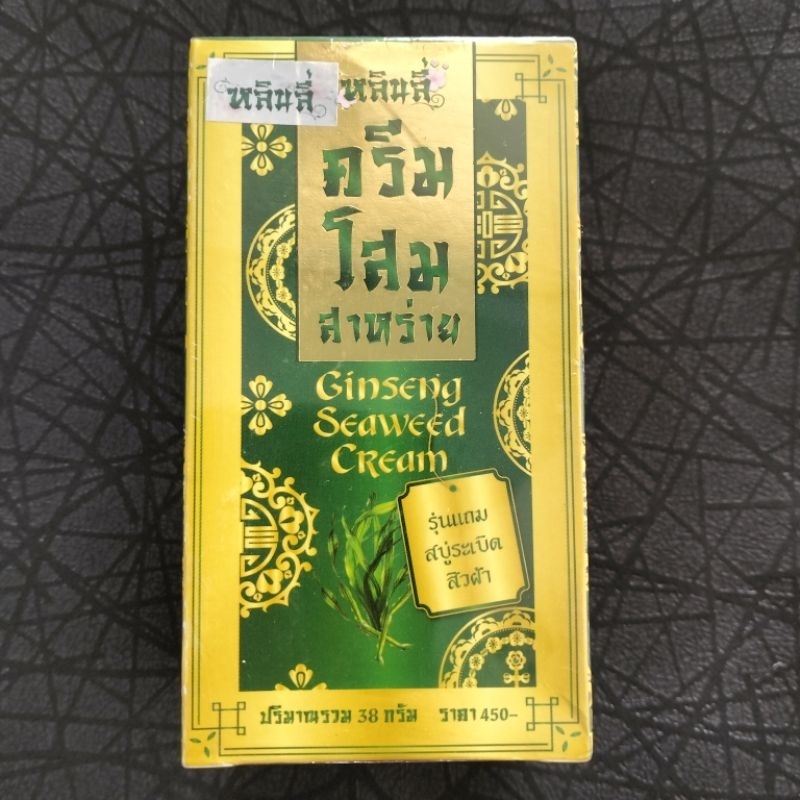 หลินลี่
หลินลี่
ครีม
โสม
สาหร่าย
Ginseng
Seaweed
Cream
รุ่นแถม
สบู่ระเบิด
สิวฝ้า
ปริมาณรวม 38 กรัม ราคา 450-